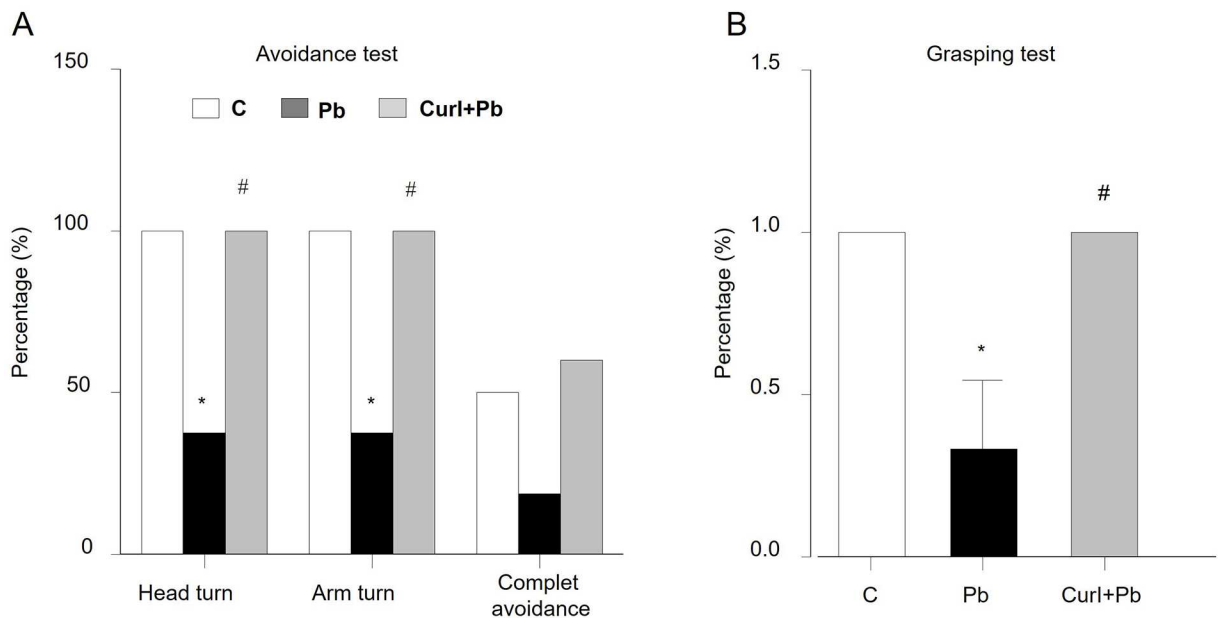 A
Avoidance test
150
C
Pb
Curl+Pb
#
#
100
Percentage (%)
50
*
*
0
Head turn
Arm turn
Complet
avoidance
B
Grasping test
1.5
#
1.0
Percentage (%)
*
0.5
0.0
C
Pb
Curl+Pb